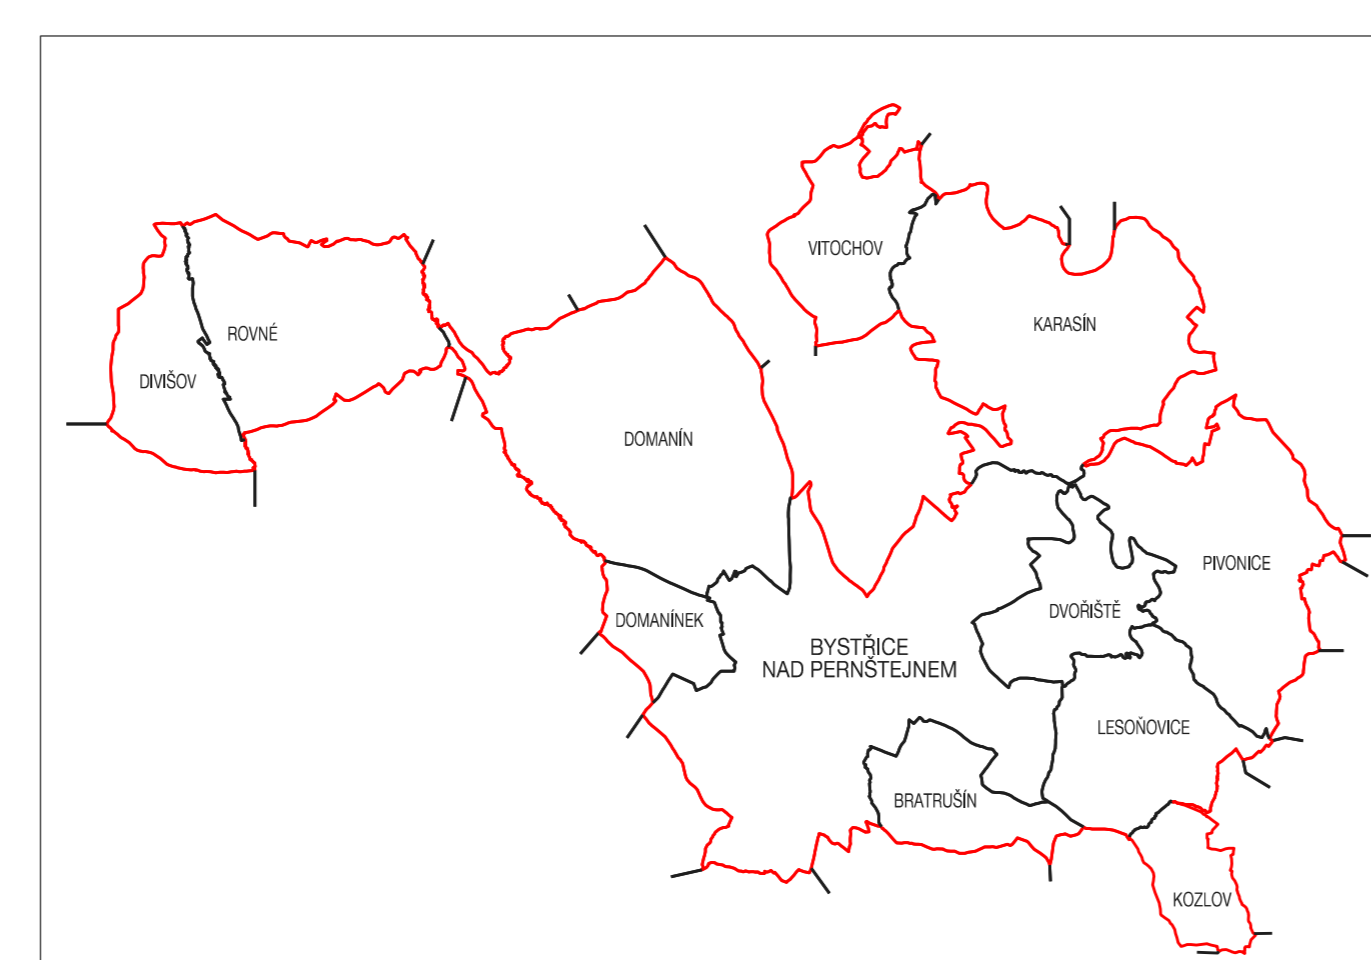 VITOCHOV
KARASÍN
ROVNÉ
DIVIŠOV
DOMANÍN
PIVONICE
DVOŘIŠTĚ
DOMANÍNEK
BYSTŘICE
NAD PERNŠTEJNEM
LESOŇOVICE
BRATRUŠÍN
KOZLOV